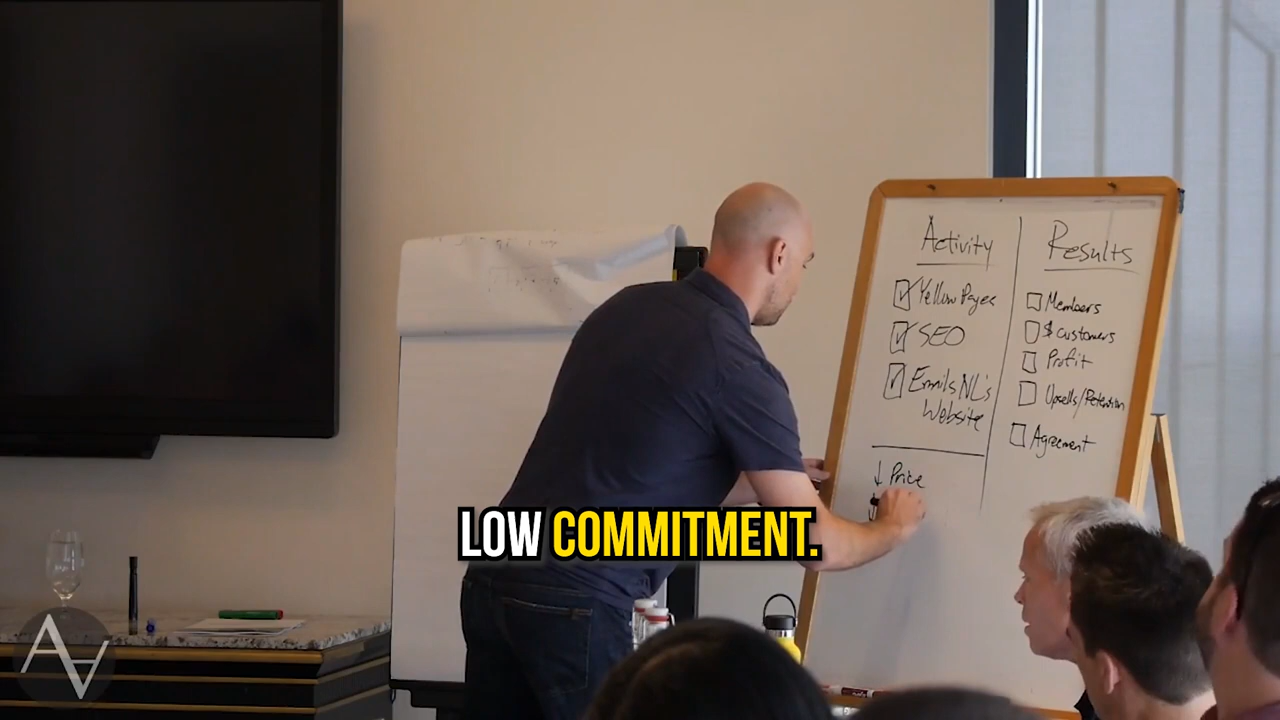 Activity
Yellow Pages
SEO
Emails NL's
Website
↓ Price
Results
Members
$ customers
Profit
Upsells/Retention
Agreement
LOW COMMITMENT.